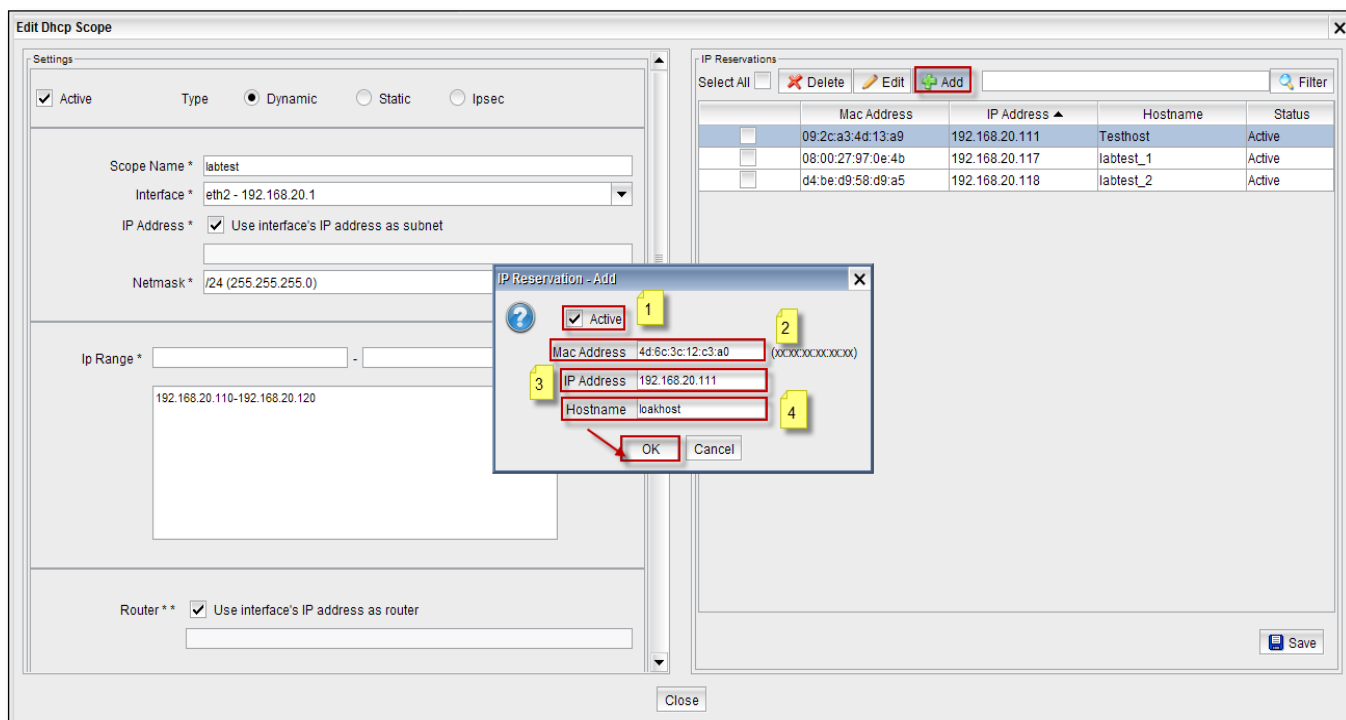 Edit Dhcp Scope
Settings
Active Type Dynamic Static Ipsec
Scope Name * labtest
Interface * eth2 - 192.168.20.1
IP Address * Use interface's IP address as subnet
Netmask * /24 (255.255.255.0)
Ip Range * -
192.168.20.110-192.168.20.120
Router * * Use interface's IP address as router
IP Reservations
Select All Delete Edit Add Filter
Mac Address IP Address Hostname Status
09:2c:a3:4d:13:a9 192.168.20.111 Testhost Active
08:00:27:97:0e:4b 192.168.20.117 labtest_1 Active
d4:be:d9:58:d9:a5 192.168.20.118 labtest_2 Active
IP Reservation - Add
Active 1
Mac Address 4d:6c:3c:12:c3:a0 (xx:xx:xx:xx:xx:xx) 2
3 IP Address 192.168.20.111
Hostname loakhost 4
OK Cancel
Save
Close